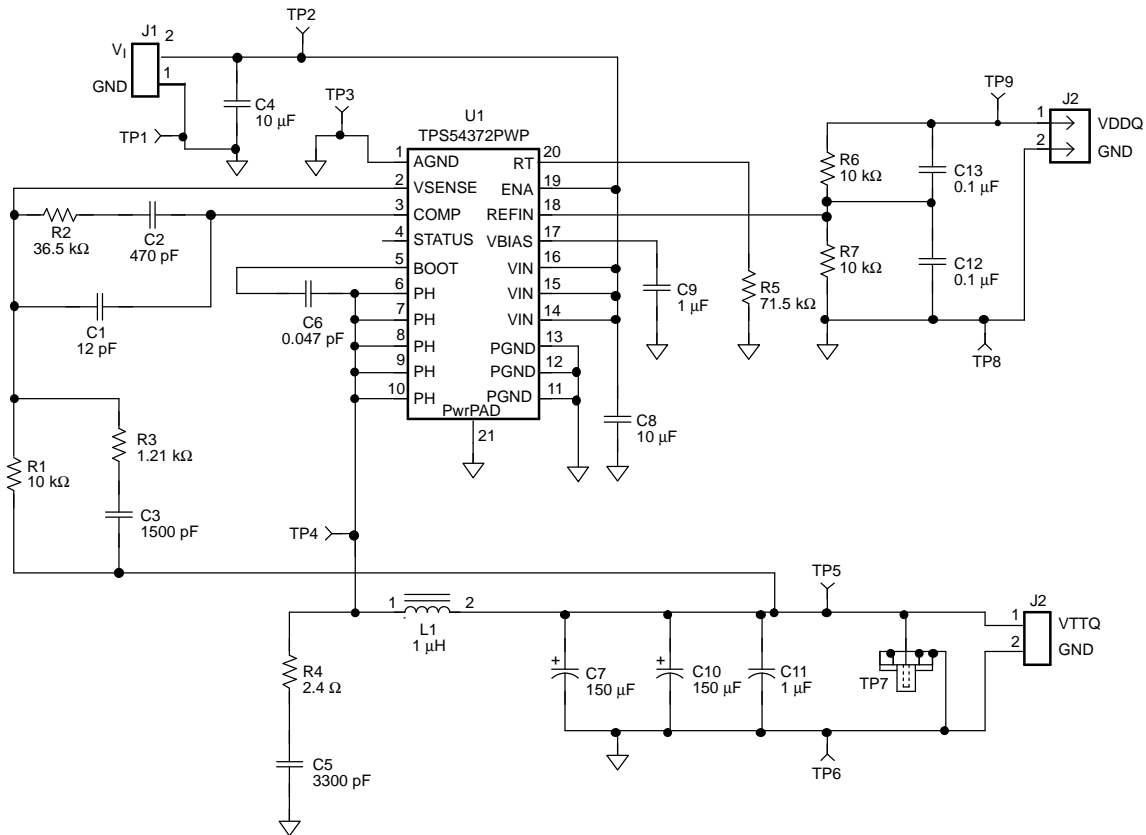 J1
V_I
2
1
GND
TP1
TP2
C4
10 µF
TP3
U1
TPS54372PWP
1 AGND
2 VSENSE
3 COMP
4 STATUS
5 BOOT
6 PH
7 PH
8 PH
9 PH
10 PH
RT 20
ENA 19
REFIN 18
VBIAS 17
VIN 16
VIN 15
VIN 14
PGND 13
PGND 12
PGND 11
PwrPAD
21
R2
36.5 kΩ
C2
470 pF
C1
12 pF
C6
0.047 pF
R3
1.21 kΩ
R1
10 kΩ
C3
1500 pF
C9
1 µF
R5
71.5 kΩ
C8
10 µF
TP9
J2
1 VDDQ
2 GND
R6
10 kΩ
C13
0.1 µF
R7
10 kΩ
C12
0.1 µF
TP8
TP4
1 2
L1
1 µH
R4
2.4 Ω
C5
3300 pF
+
C7
150 µF
+
C10
150 µF
C11
1 µF
TP5
TP7
TP6
J2
1 VTTQ
2 GND